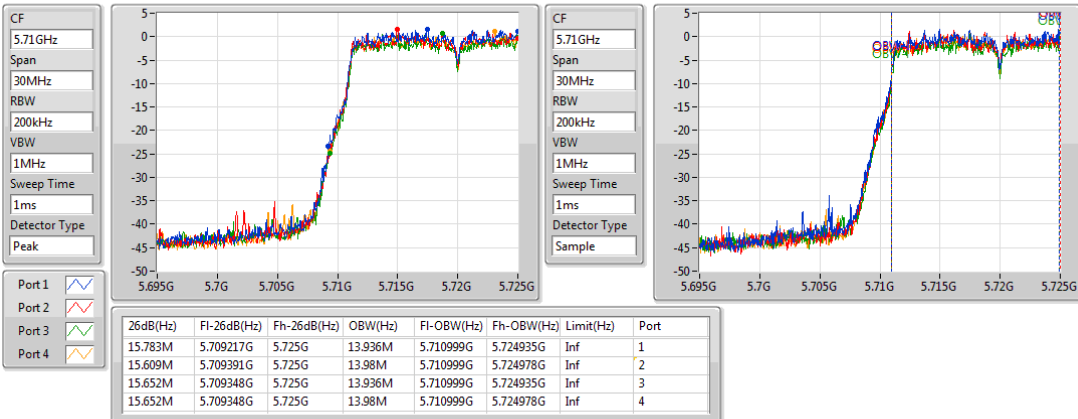 CF
5.71GHz
Span
30MHz
RBW
200kHz
VBW
1MHz
Sweep Time
1ms
Detector Type
Peak
Port 1
Port 2
Port 3
Port 4
5-
0-
-5-
-10-
-15-
-20-
-25-
-30-
-35-
-40-
-45-
-50-
5.695G 5.7G 5.705G 5.71G 5.715G 5.72G 5.725G
CF
5.71GHz
Span
30MHz
RBW
200kHz
VBW
1MHz
Sweep Time
1ms
Detector Type
Sample
5-
0-
-5-
-10-
-15-
-20-
-25-
-30-
-35-
-40-
-45-
-50-
5.695G 5.7G 5.705G 5.71G 5.715G 5.72G 5.725G
26dB(Hz) Fl-26dB(Hz) Fh-26dB(Hz) OBW(Hz) Fl-OBW(Hz) Fh-OBW(Hz) Limit(Hz) Port
15.783M 5.709217G 5.725G 13.936M 5.710999G 5.724935G Inf 1
15.609M 5.709391G 5.725G 13.98M 5.710999G 5.724978G Inf 2
15.652M 5.709348G 5.725G 13.936M 5.710999G 5.724935G Inf 3
15.652M 5.709348G 5.725G 13.98M 5.710999G 5.724978G Inf 4